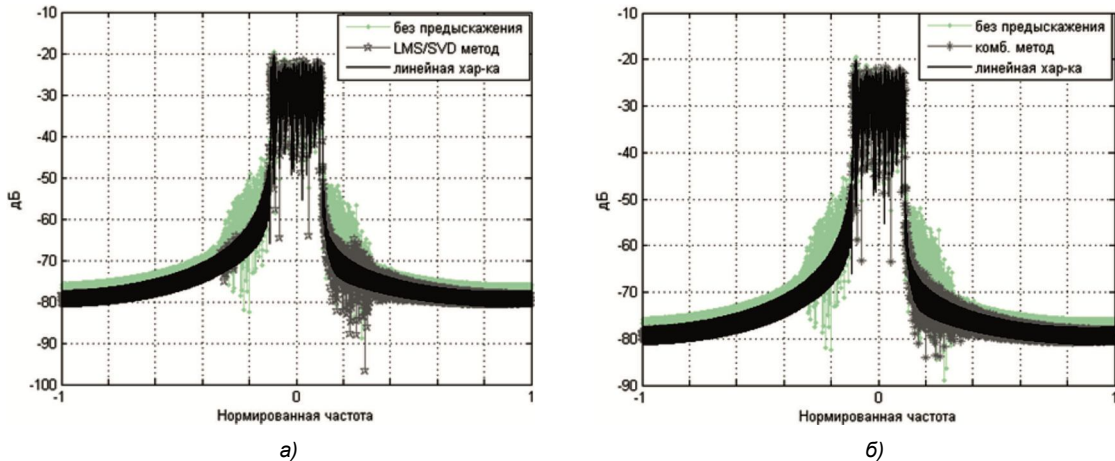 -10
-20
-30
-40
-50
-60
-70
-80
-90
-100
дБ
без предыскажения
LMS/SVD метод
линейная хар-ка
-1
0
1
Нормированная частота
а)
-10
-20
-30
-40
-50
-60
-70
-80
-90
дБ
без предыскажения
комб. метод
линейная хар-ка
-1
0
1
Нормированная частота
б)